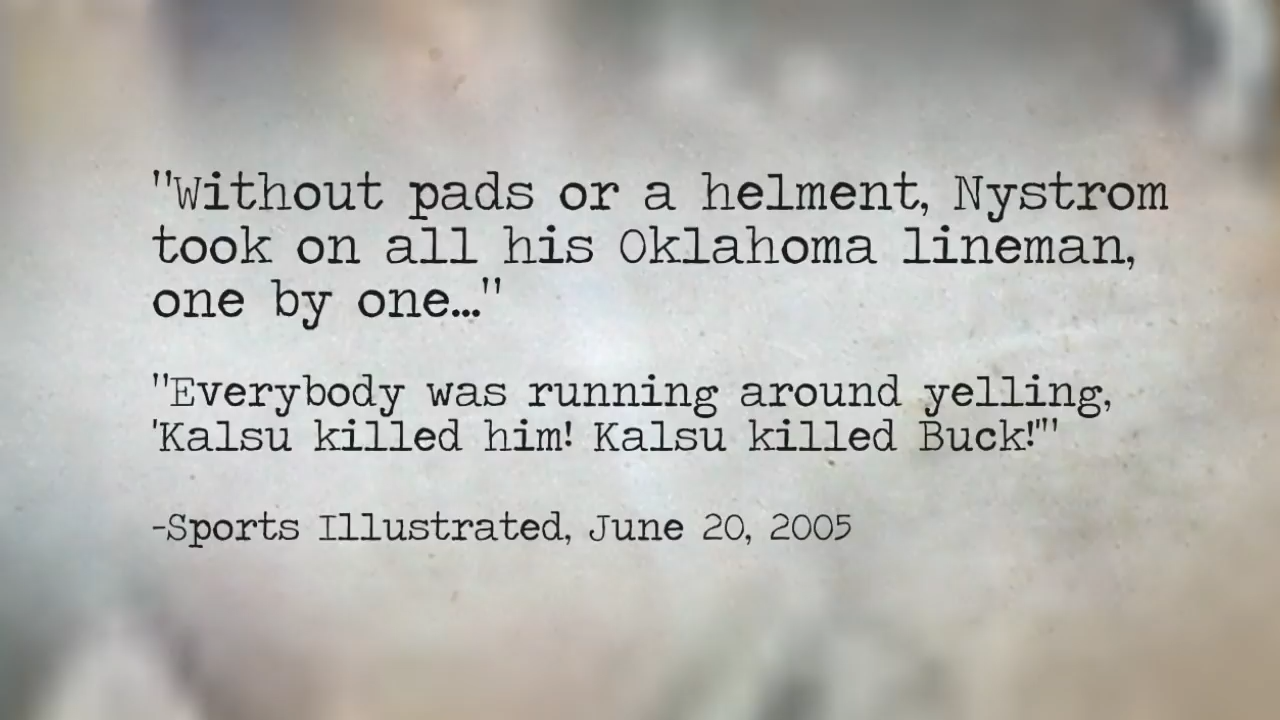 "Without pads or a helment, Nystrom
took on all his Oklahoma lineman,
one by one..."
"Everybody was running around yelling,
'Kalsu killed him! Kalsu killed Buck!'"
-Sports Illustrated, June 20, 2005